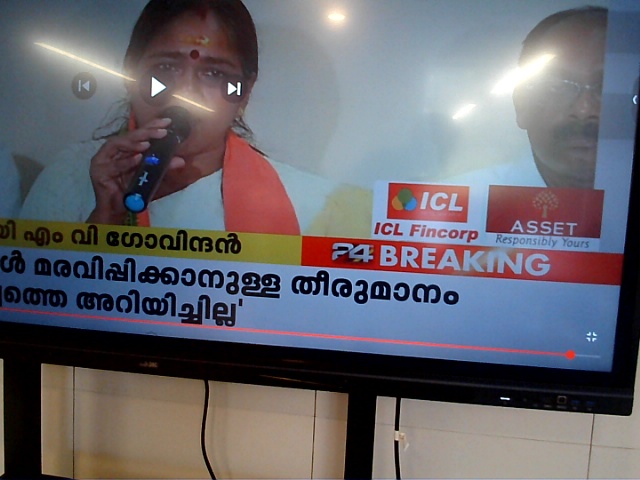 ICL
ICL Fincorp
ASSET
Responsibly Yours
യി എം വി ഗോവിന്ദൻ
24 BREAKING
ൾ മരവിപ്പിക്കാനുള്ള തീരുമാനം
ത്തെ അറിയിച്ചില്ല'